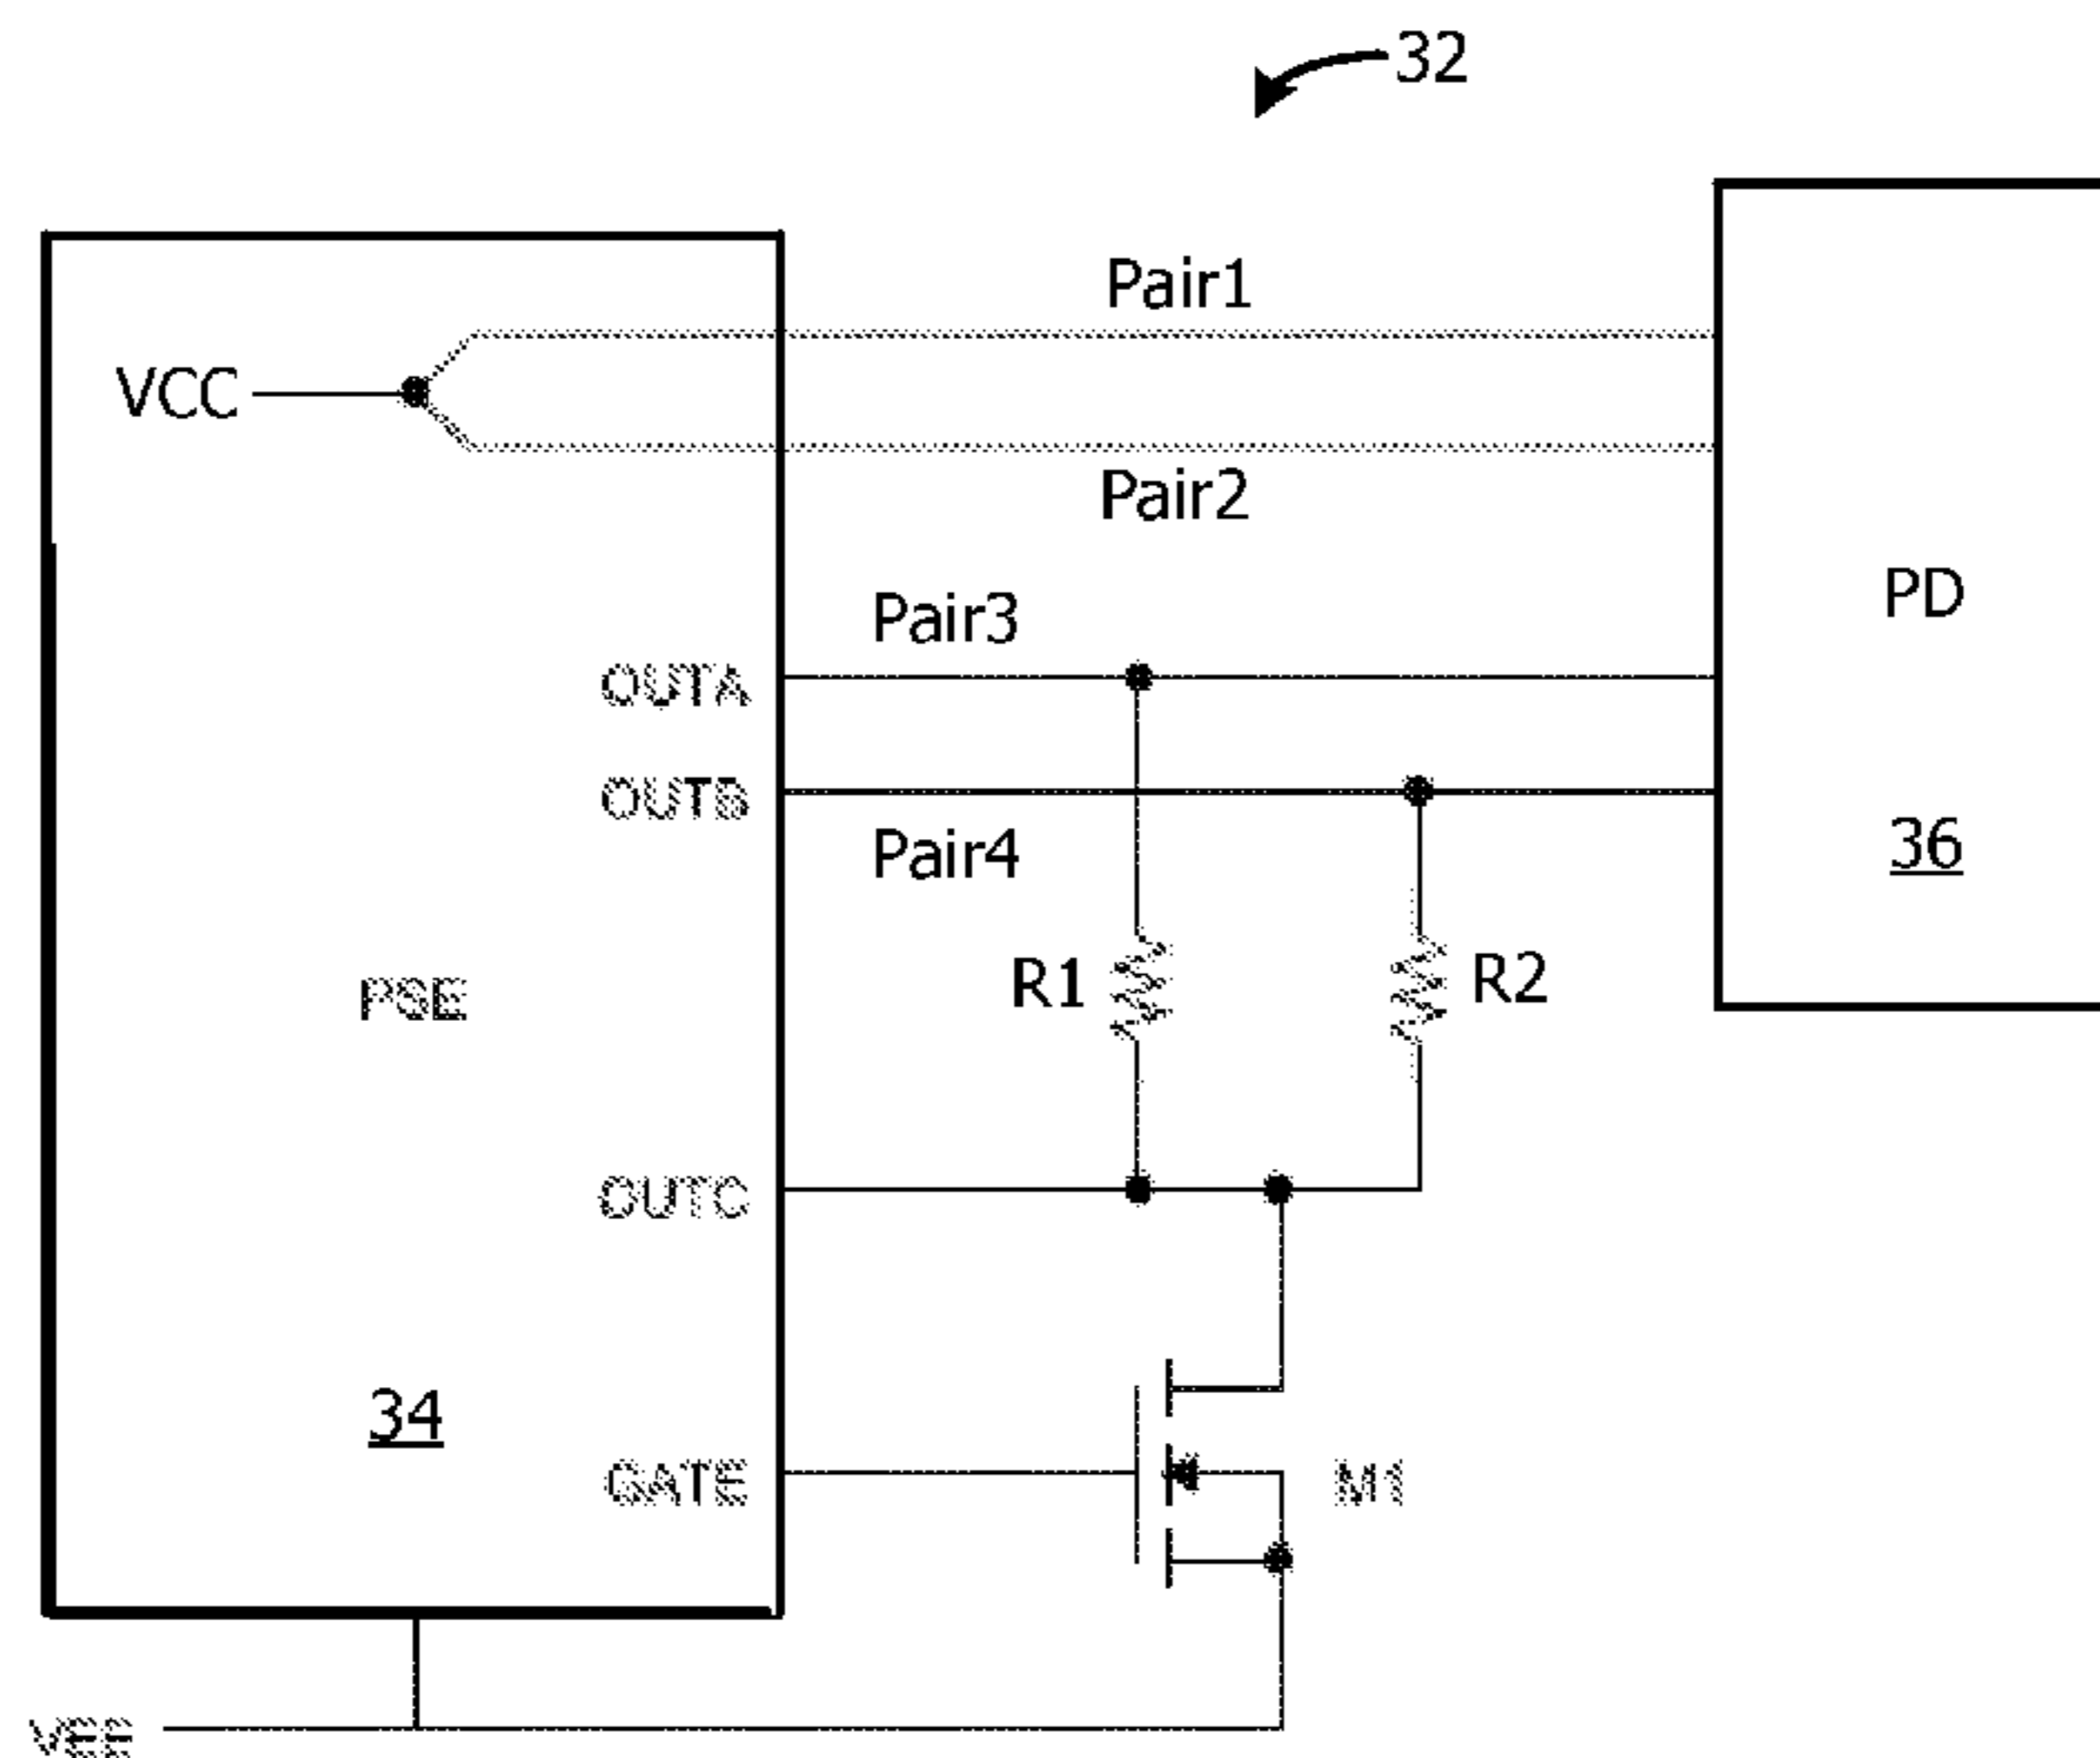 32
Pair1
VCC
Pair2
PD
Pair3
OUTA
OUTB
Pair4
36
R1
R2
PSE
OUTC
34
GATE
M1
VEE